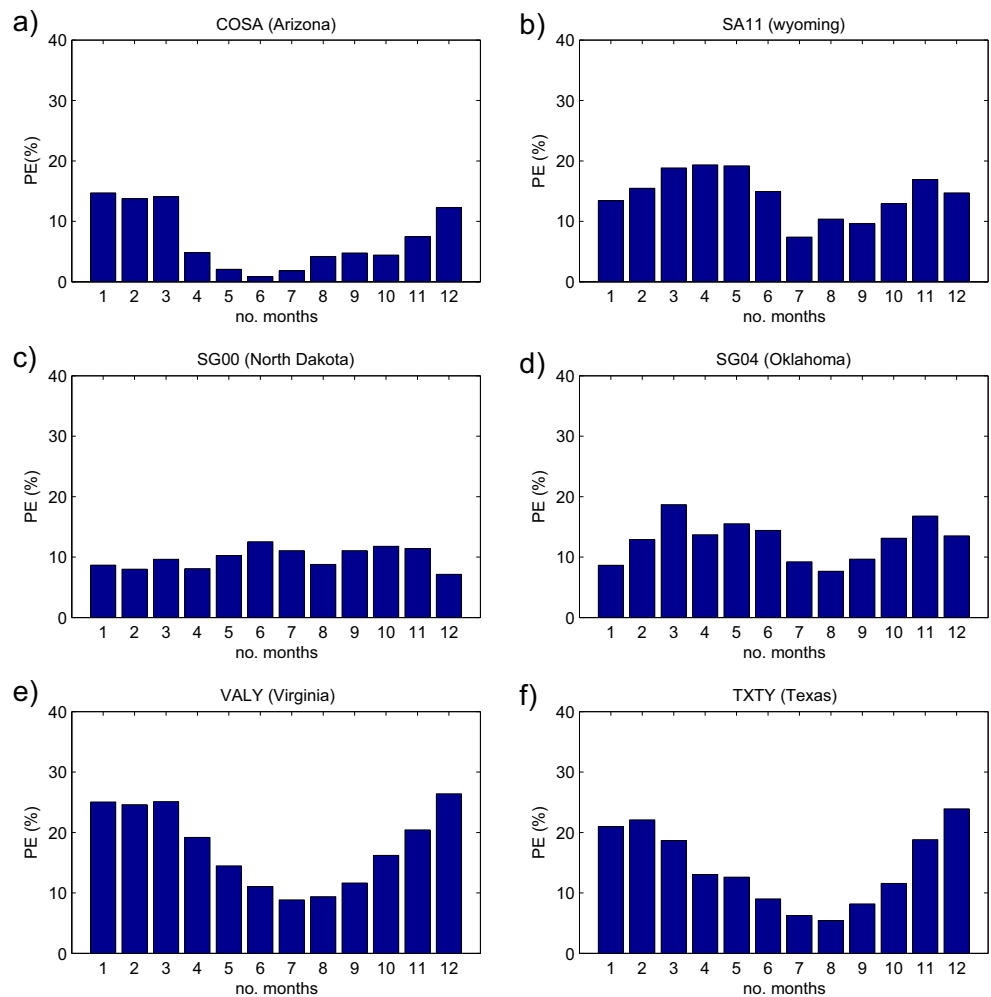 a)
COSA (Arizona)
PE(%)
40
30
20
10
0
1 2 3 4 5 6 7 8 9 10 11 12
no. months
b)
SA11 (wyoming)
PE (%)
40
30
20
10
0
1 2 3 4 5 6 7 8 9 10 11 12
no. months
c)
SG00 (North Dakota)
PE (%)
40
30
20
10
0
1 2 3 4 5 6 7 8 9 10 11 12
no. months
d)
SG04 (Oklahoma)
PE (%)
40
30
20
10
0
1 2 3 4 5 6 7 8 9 10 11 12
no. months
e)
VALY (Virginia)
PE (%)
40
30
20
10
0
1 2 3 4 5 6 7 8 9 10 11 12
no. months
f)
TXTY (Texas)
PE (%)
40
30
20
10
0
1 2 3 4 5 6 7 8 9 10 11 12
no. months